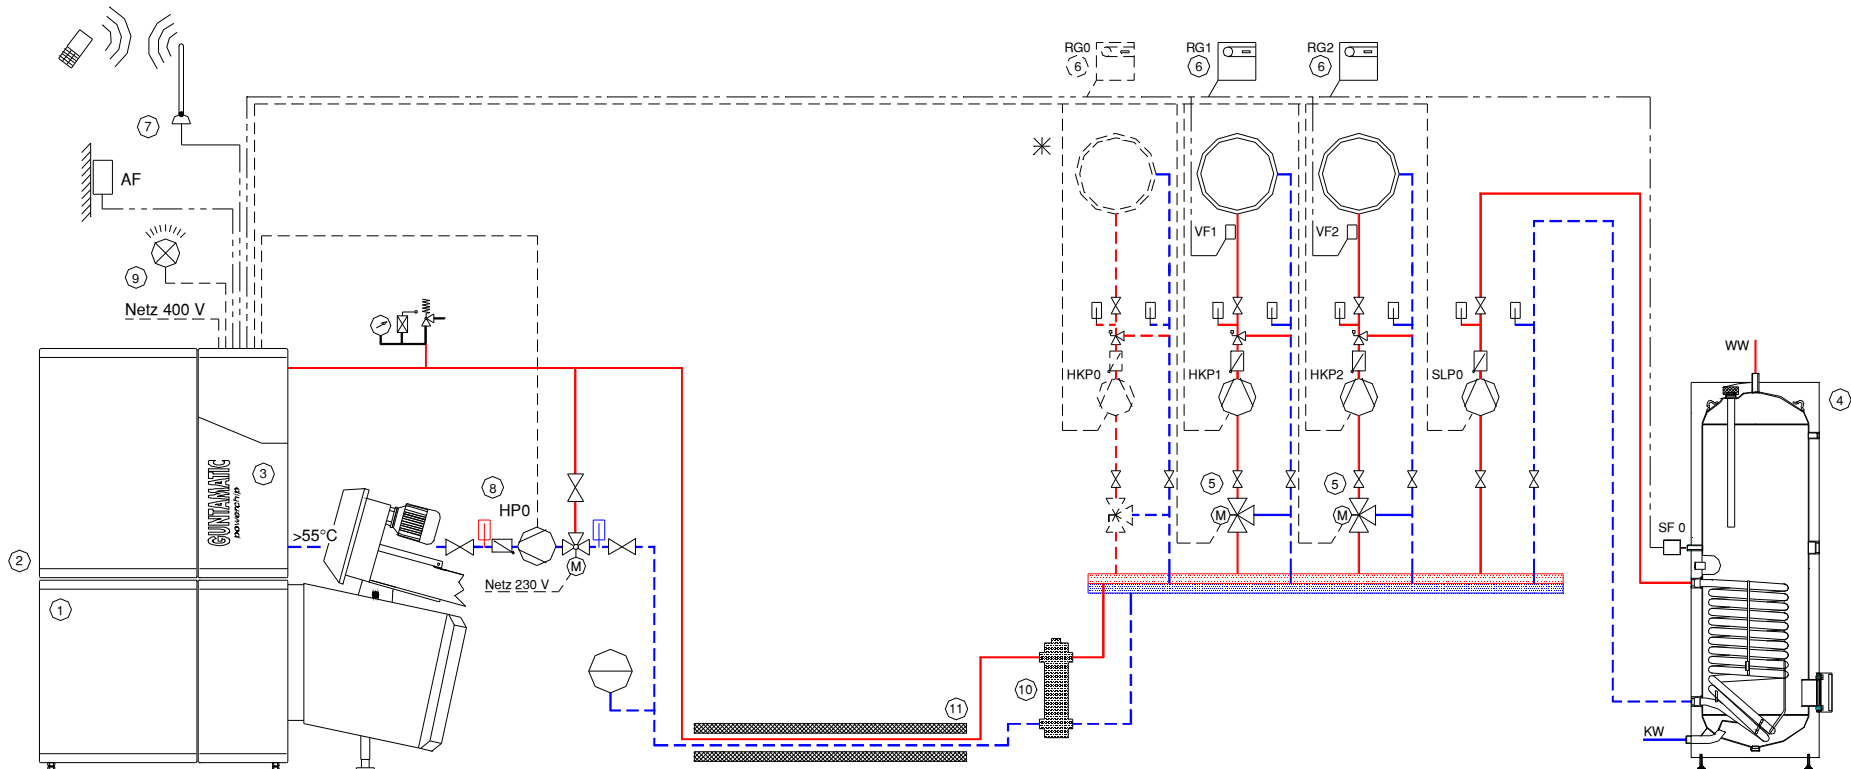 RG0
RG1
RG2
6
6
6
7
AF
9
Netz 400 V
VF1
VF2
HKP0
HKP1
HKP2
SLP0
WW
4
3
GUNTAMATIC
powerchip
8
HP0
>55°C
M
Netz 230 V
5
M
5
M
SF 0
2
1
10
11
KW